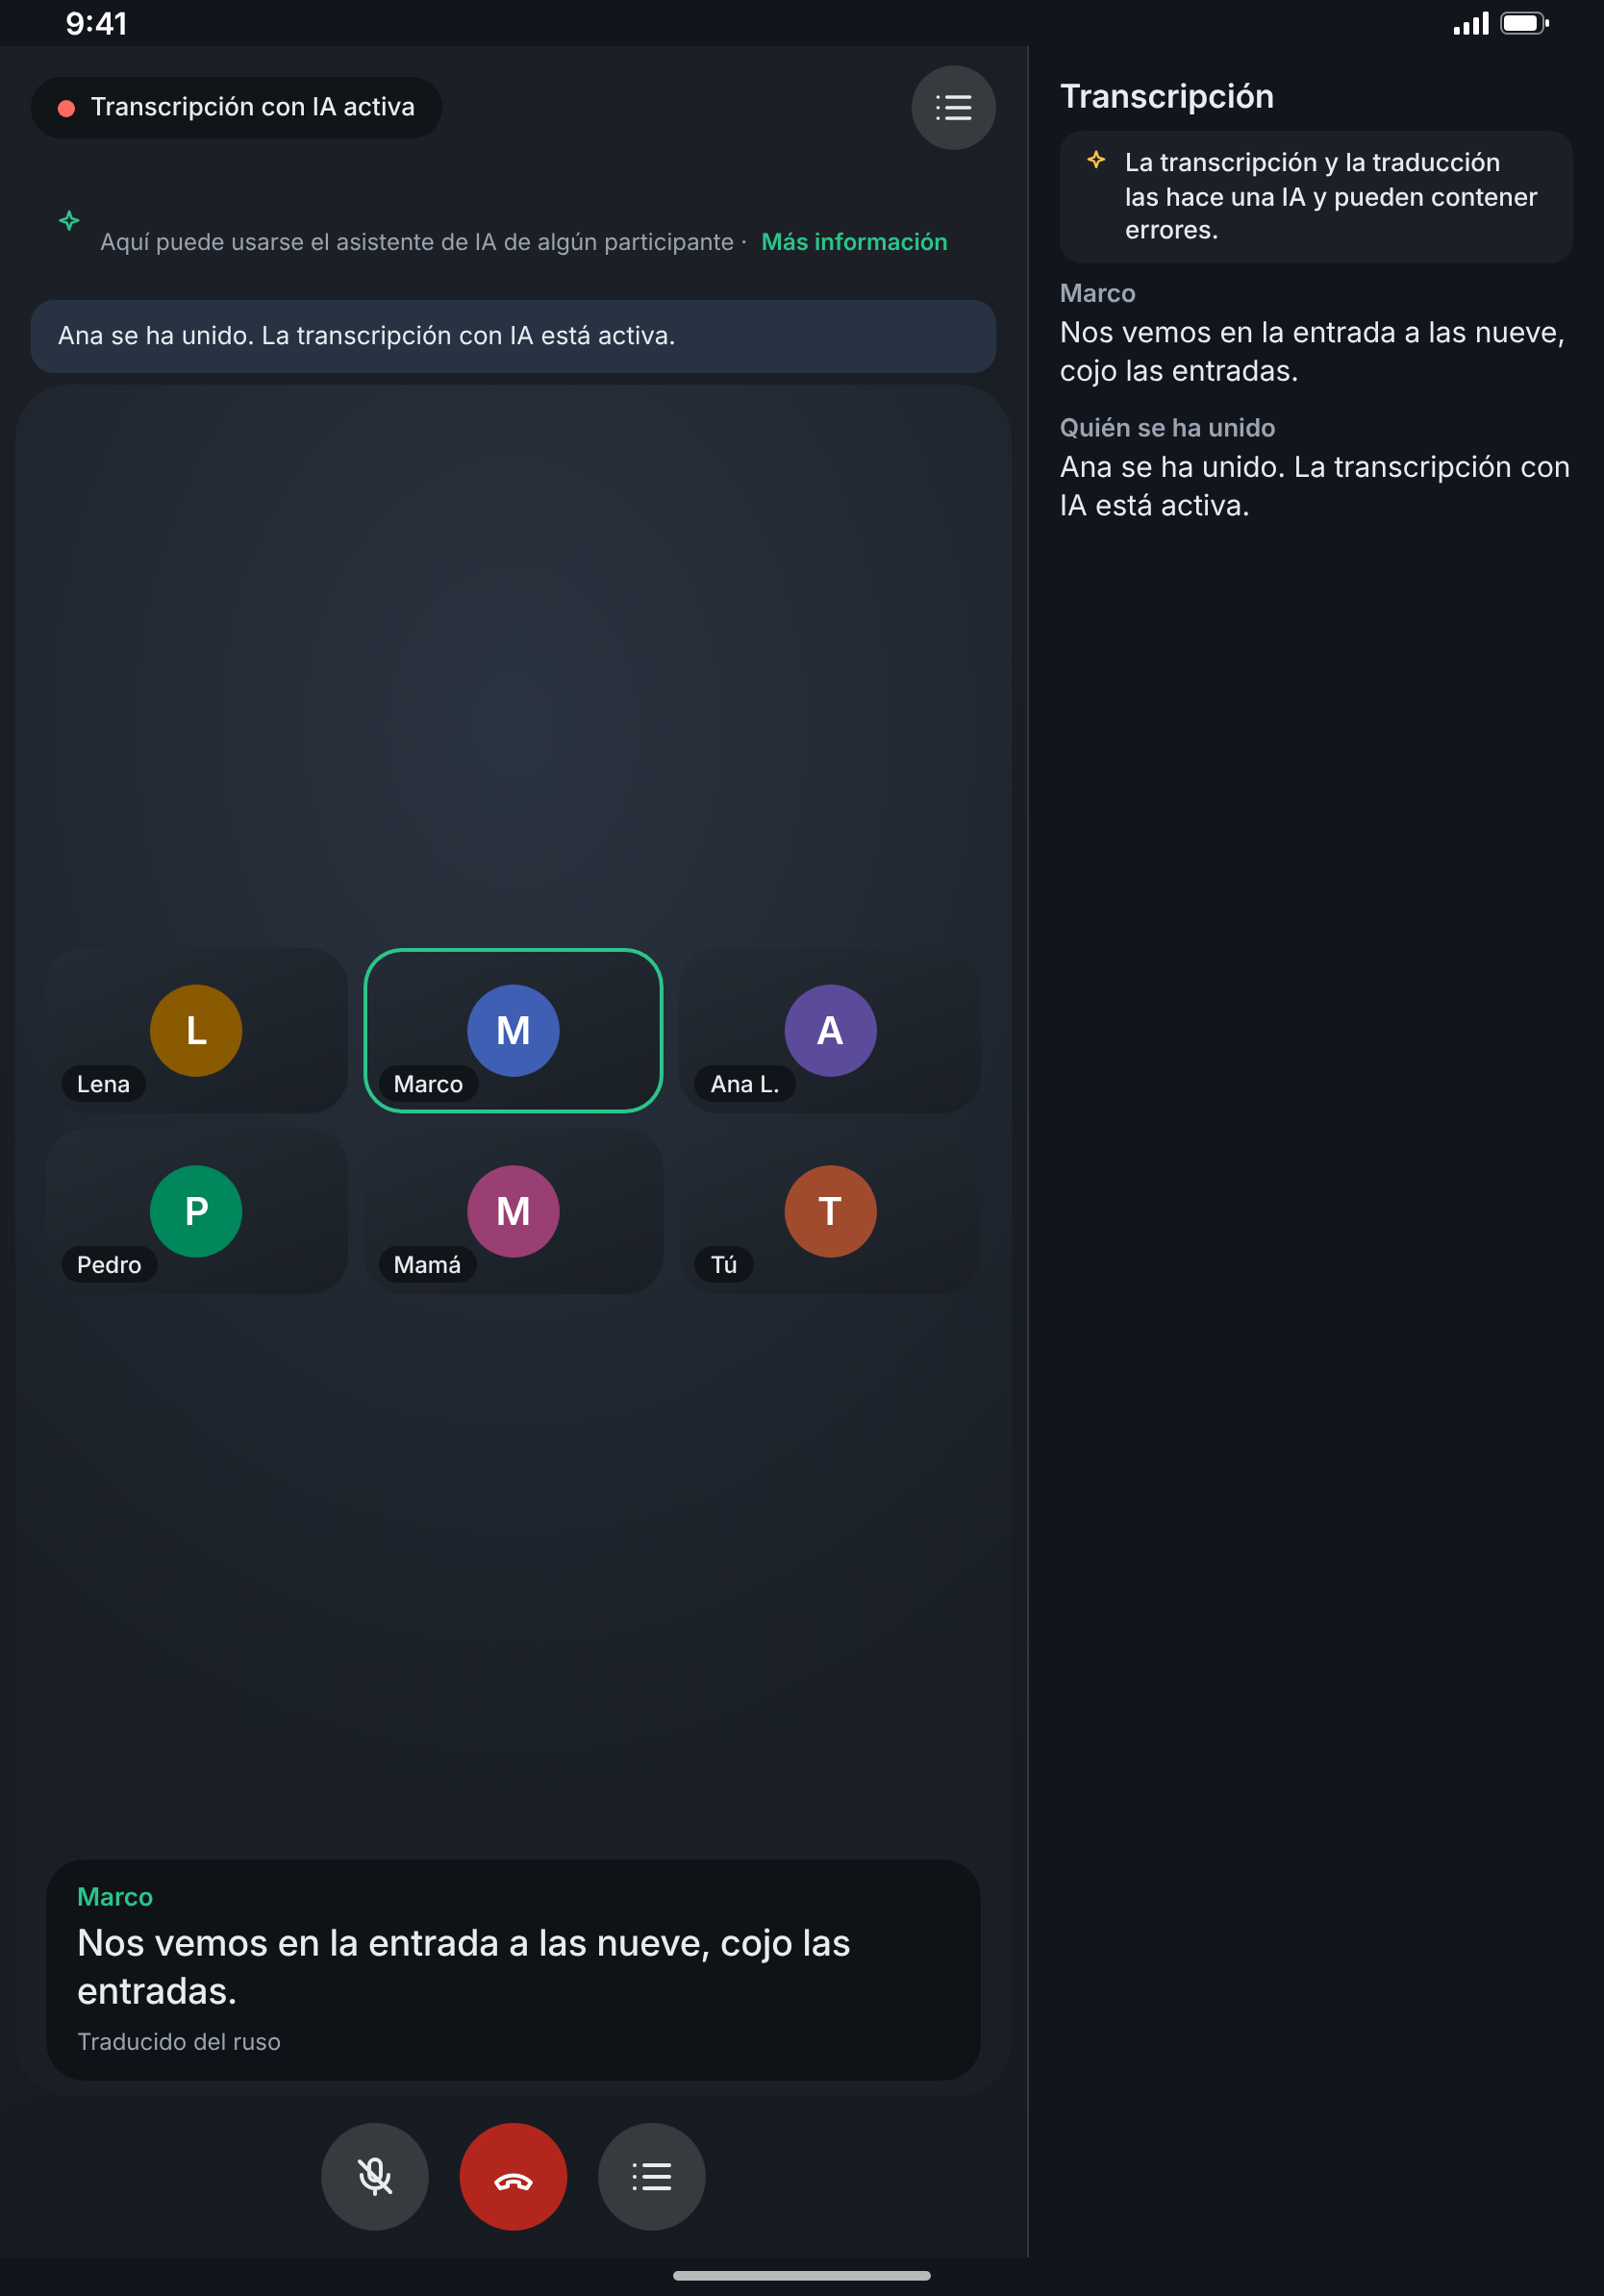 9:41
Transcripción con IA activa
Aquí puede usarse el asistente de IA de algún participante · Más información
Ana se ha unido. La transcripción con IA está activa.
L
Lena
M
Marco
A
Ana L.
P
Pedro
M
Mamá
T
Tú
Marco
Nos vemos en la entrada a las nueve, cojo las
entradas.
Traducido del ruso
Transcripción
La transcripción y la traducción
las hace una IA y pueden contener
errores.
Marco
Nos vemos en la entrada a las nueve,
cojo las entradas.
Quién se ha unido
Ana se ha unido. La transcripción con
IA está activa.